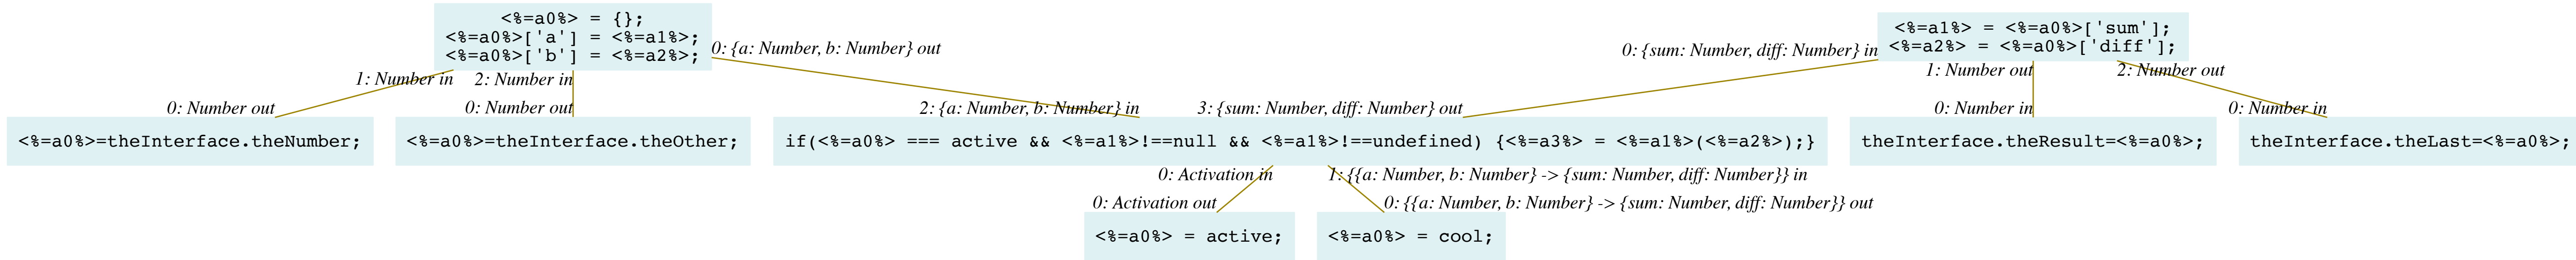 <%=a0%> = {};
<%=a0%>['a'] = <%=a1%>;
<%=a0%>['b'] = <%=a2%>;
0: {a: Number, b: Number} out
1: Number in
2: Number in
0: Number out
0: Number out
2: {a: Number, b: Number} in
3: {sum: Number, diff: Number} out
0: {sum: Number, diff: Number} in
<%=a1%> = <%=a0%>['sum'];
<%=a2%> = <%=a0%>['diff'];
1: Number out
2: Number out
0: Number in
0: Number in
<%=a0%>=theInterface.theNumber;
<%=a0%>=theInterface.theOther;
if(<%=a0%> === active && <%=a1%>!==null && <%=a1%>!==undefined) {<%=a3%> = <%=a1%>(<%=a2%>);}
theInterface.theResult=<%=a0%>;
theInterface.theLast=<%=a0%>;
0: Activation in
1: {{a: Number, b: Number} -> {sum: Number, diff: Number}} in
0: Activation out
0: {{a: Number, b: Number} -> {sum: Number, diff: Number}} out
<%=a0%> = active;
<%=a0%> = cool;